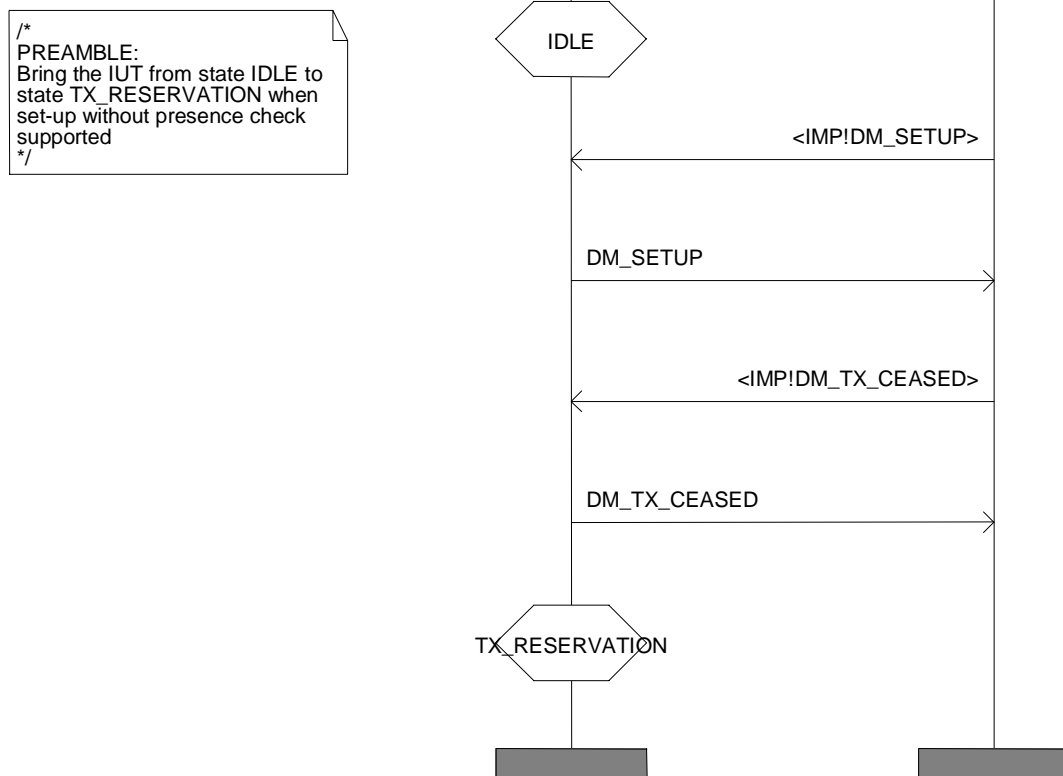 /*
PREAMBLE:
Bring the IUT from state IDLE to
state TX_RESERVATION when
set-up without presence check
supported
*/
IDLE
<IMP!DM_SETUP>
DM_SETUP
<IMP!DM_TX_CEASED>
DM_TX_CEASED
TX_RESERVATION